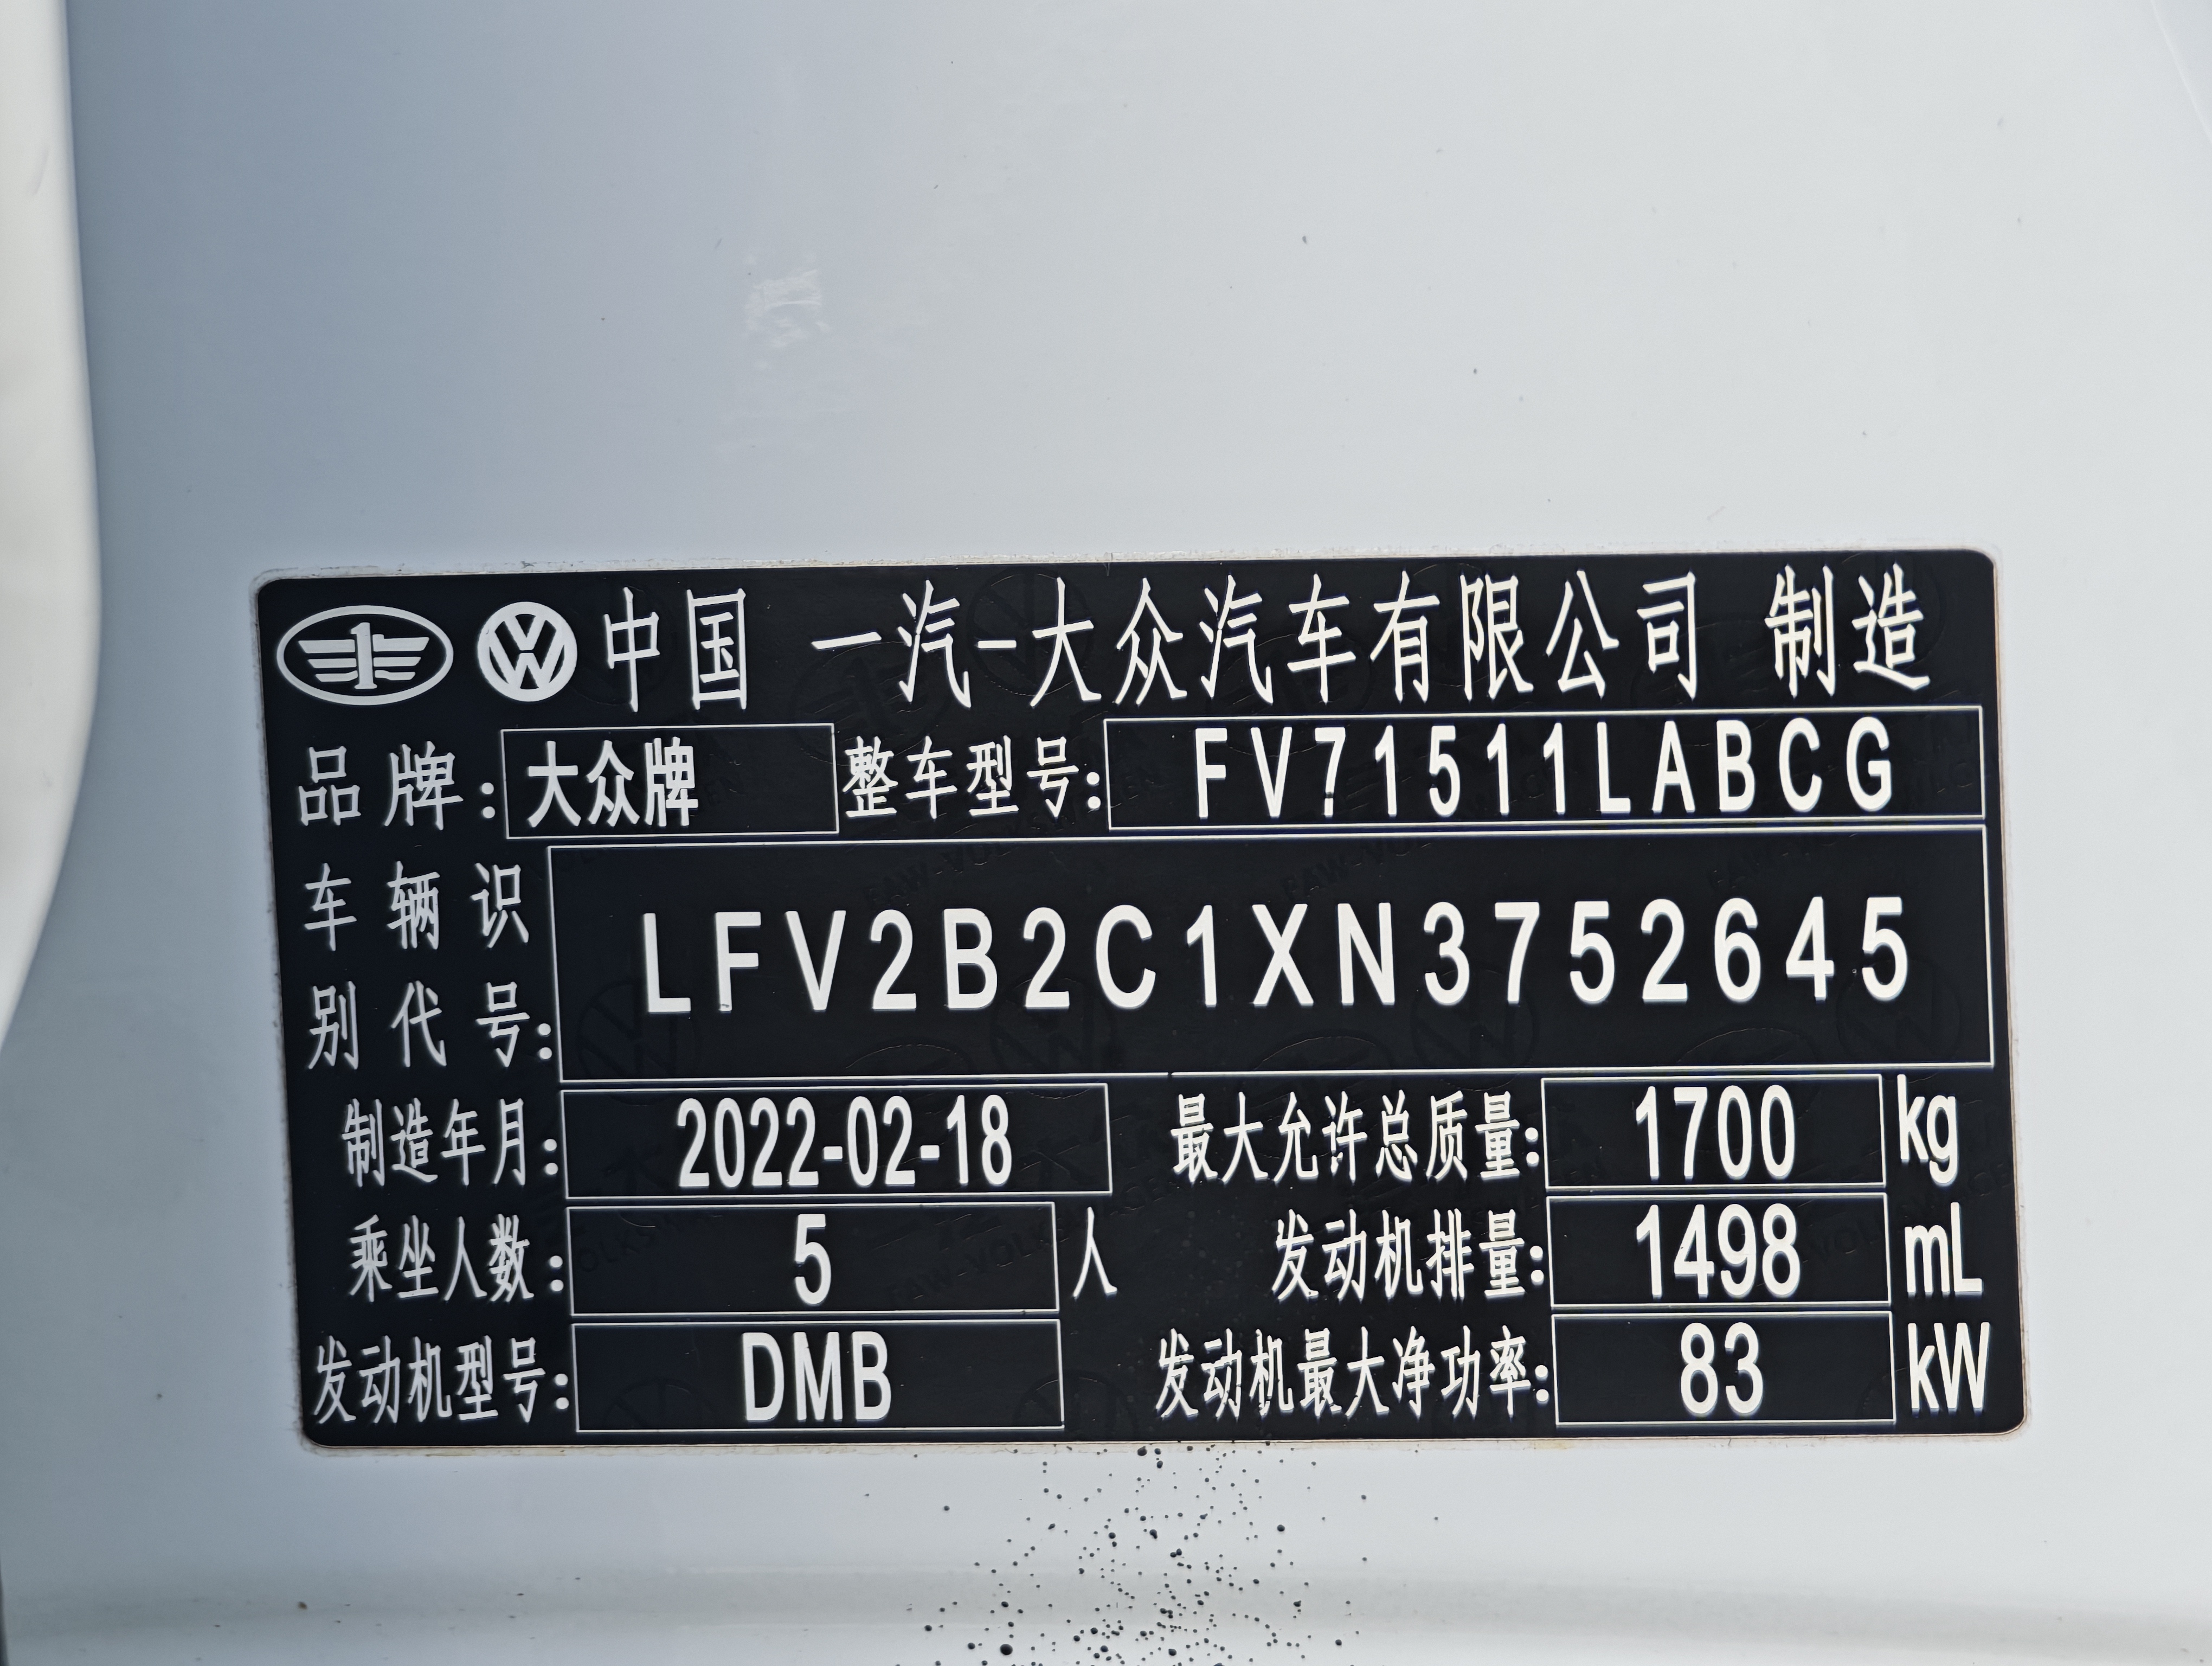 中国 一汽-大众汽车有限公司 制造
品牌: 大众牌 整车型号: FV71511LABCG
车辆识
别代号: LFV2B2C1XN3752645
制造年月: 2022-02-18 最大允许总质量: 1700 kg
乘坐人数: 5 人 发动机排量: 1498 mL
发动机型号: DMB 发动机最大净功率: 83 kW